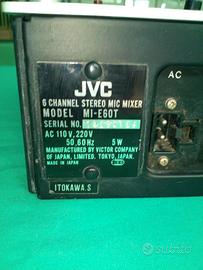 JVC
6 CHANNEL STEREO MIC MIXER
MODEL MI-E60T
SERIAL NO.
AC 110V, 220V
50,60Hz 5W
MANUFACTURED BY VICTOR COMPANY
OF JAPAN, LIMITED. TOKYO, JAPAN
MADE IN JAPAN
ITOKAWA.S
AC
Subito